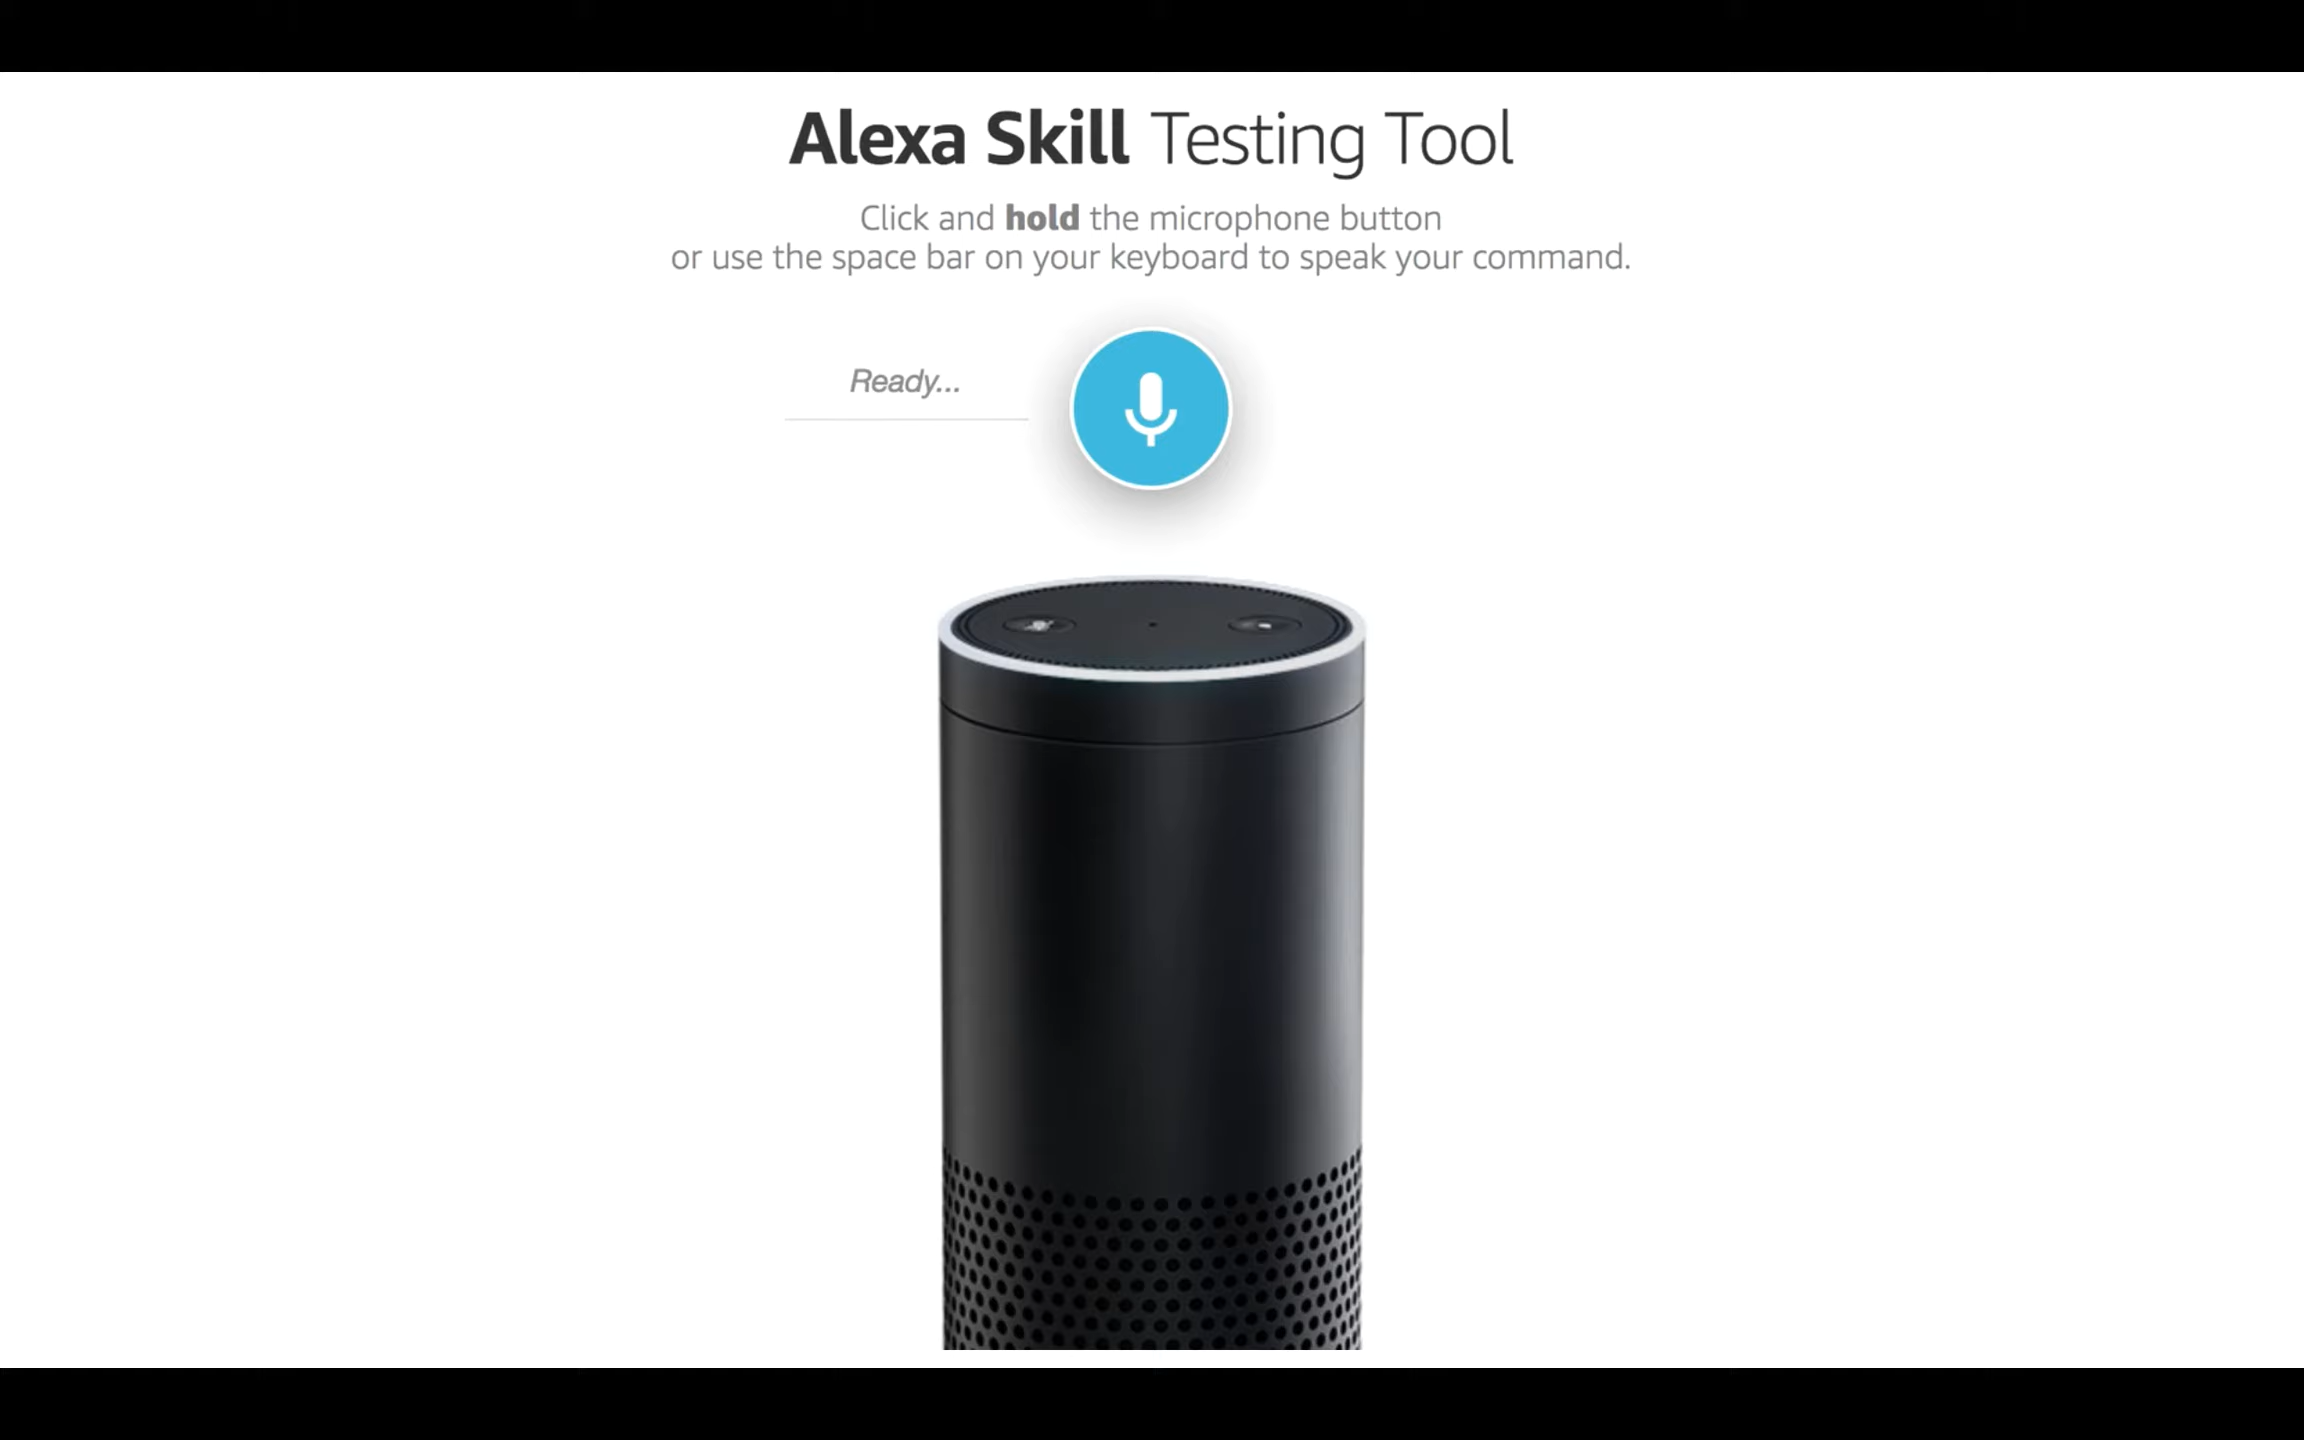 Alexa Skill Testing Tool
Click and hold the microphone button
or use the space bar on your keyboard to speak your command.
Ready...